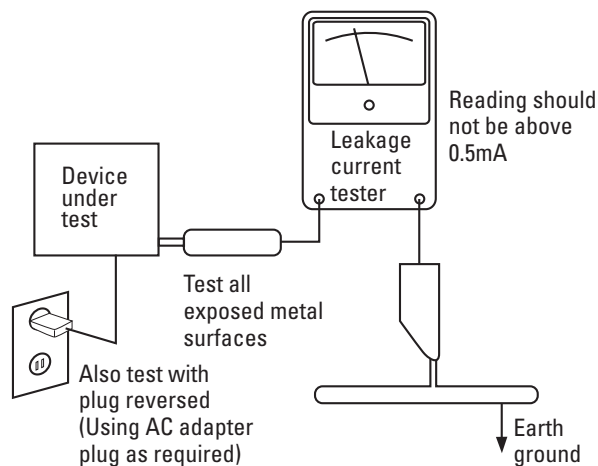 Leakage
current
tester
Reading should
not be above
0.5mA
Device
under
test
Test all
exposed metal
surfaces
Also test with
plug reversed
(Using AC adapter
plug as required)
Earth
ground